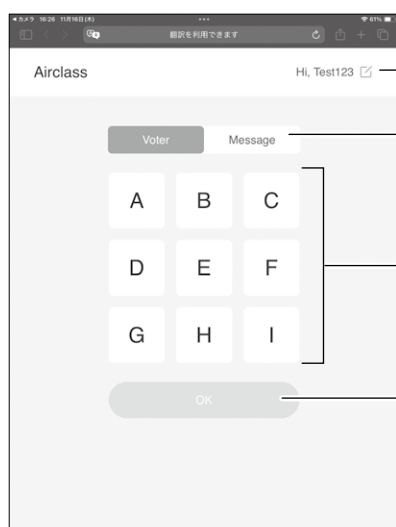 ◀カメラ 16:26 11月16日(木)
61%
翻訳を利用できます
Airclass
Hi, Test123
Voter Message
A B C
D E F
G H I
OK